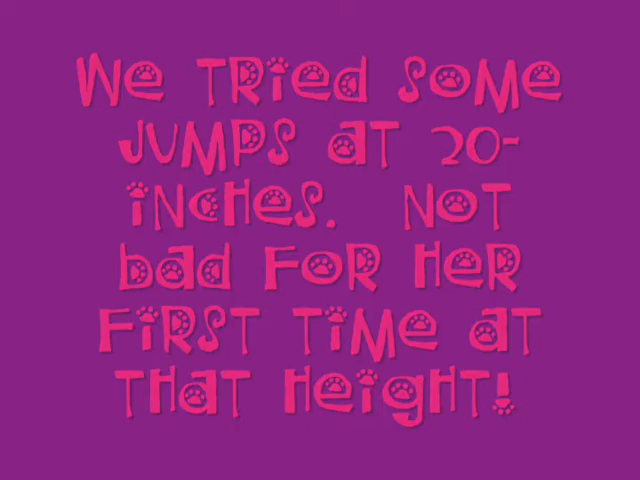 We tried some
jumps at 20-
inches. Not
bad for her
first time at
that height!